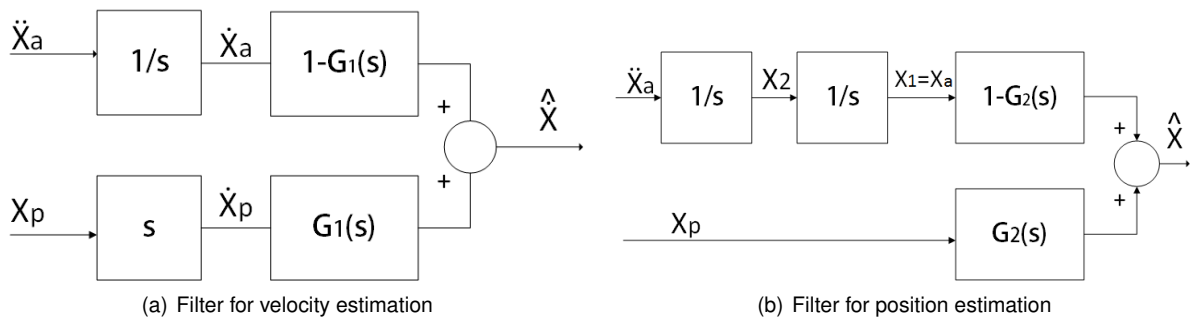 Ẍa
1/s
Ẋa
1-G₁(s)
+
+
Ẋ̂
Xp
s
Ẋp
G₁(s)
(a) Filter for velocity estimation
Ẍa
1/s
X2
1/s
X1=Xa
1-G₂(s)
+
+
X̂
Xp
G₂(s)
(b) Filter for position estimation